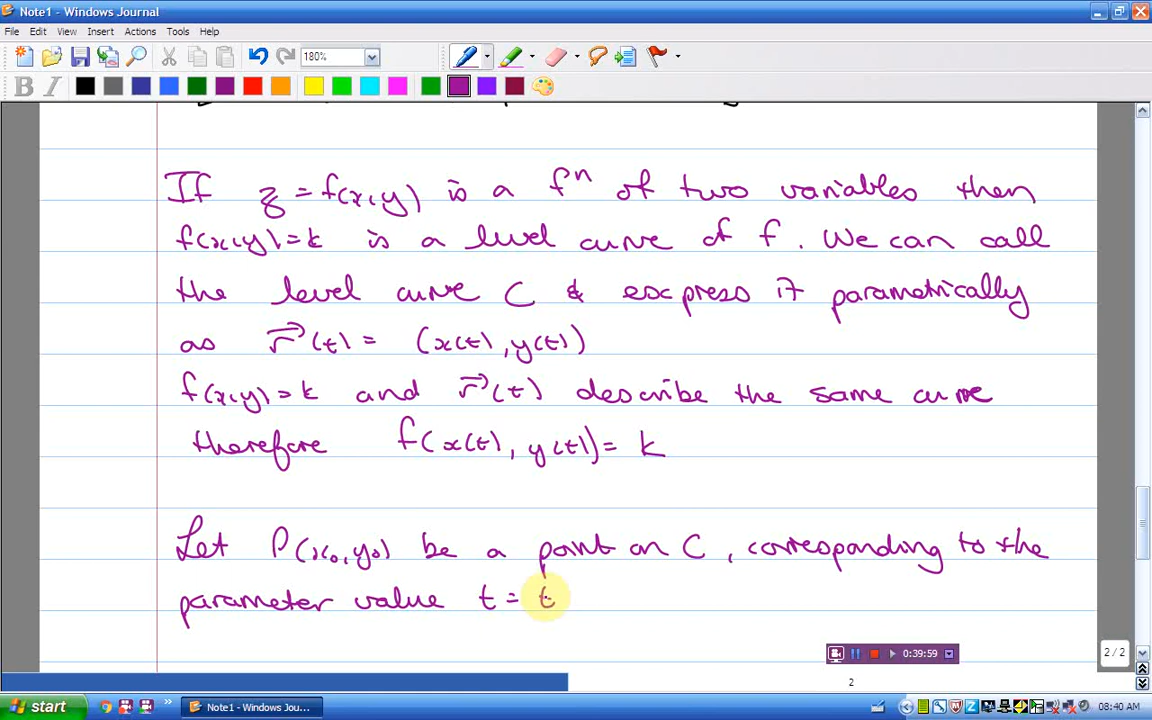 Note1 - Windows Journal
File Edit View Insert Actions Tools Help
180%
B I
If z = f(x,y) is a fⁿ of two variables then
f(x,y)=k is a level curve of f. We can call
the level curve C & express it parametrically
as r⃗(t) = (x(t), y(t))
f(x,y)=k and r⃗(t) describe the same curve
therefore f(x(t), y(t)) = k
Let P(x₀,y₀) be a point on C, corresponding to the
parameter value t = t
0:39:59
2 / 2
2
start
Note1 - Windows Jou...
08:40 AM